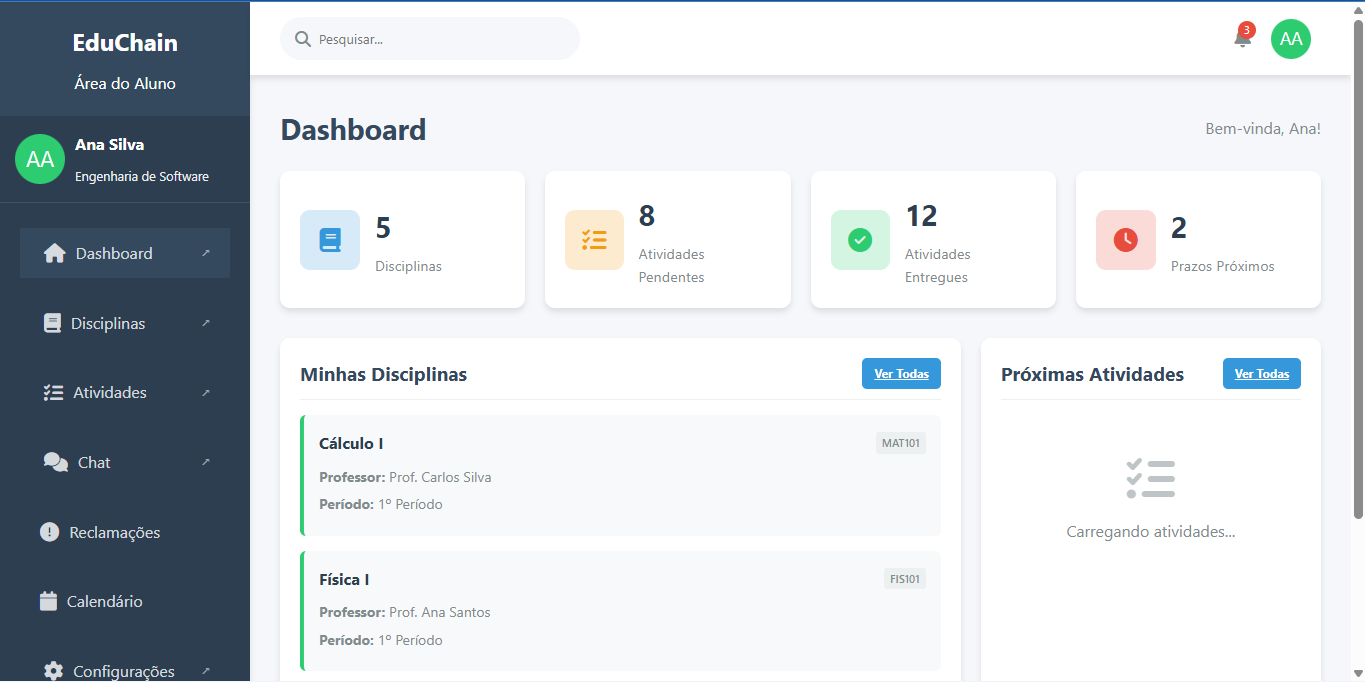 EduChain
Área do Aluno
AA
Ana Silva
Engenharia de Software
Dashboard
Disciplinas
Atividades
Chat
Reclamações
Calendário
Configurações
Pesquisar...
3
AA
Dashboard
Bem-vinda, Ana!
5
Disciplinas
8
Atividades
Pendentes
12
Atividades
Entregues
2
Prazos Próximos
Minhas Disciplinas
Ver Todas
Cálculo I
MAT101
Professor: Prof. Carlos Silva
Período: 1º Período
Física I
FIS101
Professor: Prof. Ana Santos
Período: 1º Período
Próximas Atividades
Ver Todas
Carregando atividades...